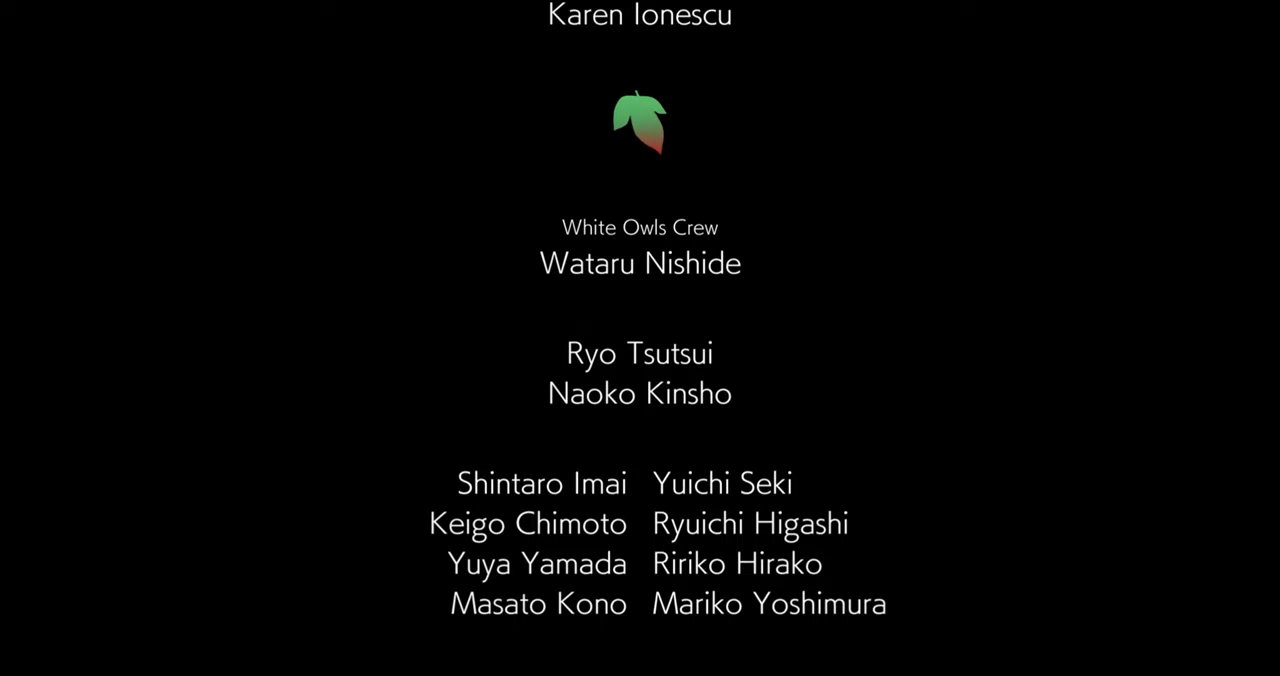 Karen Ionescu
White Owls Crew
Wataru Nishide
Ryo Tsutsui
Naoko Kinsho
Shintaro Imai Yuichi Seki
Keigo Chimoto Ryuichi Higashi
Yuya Yamada Ririko Hirako
Masato Kono Mariko Yoshimura